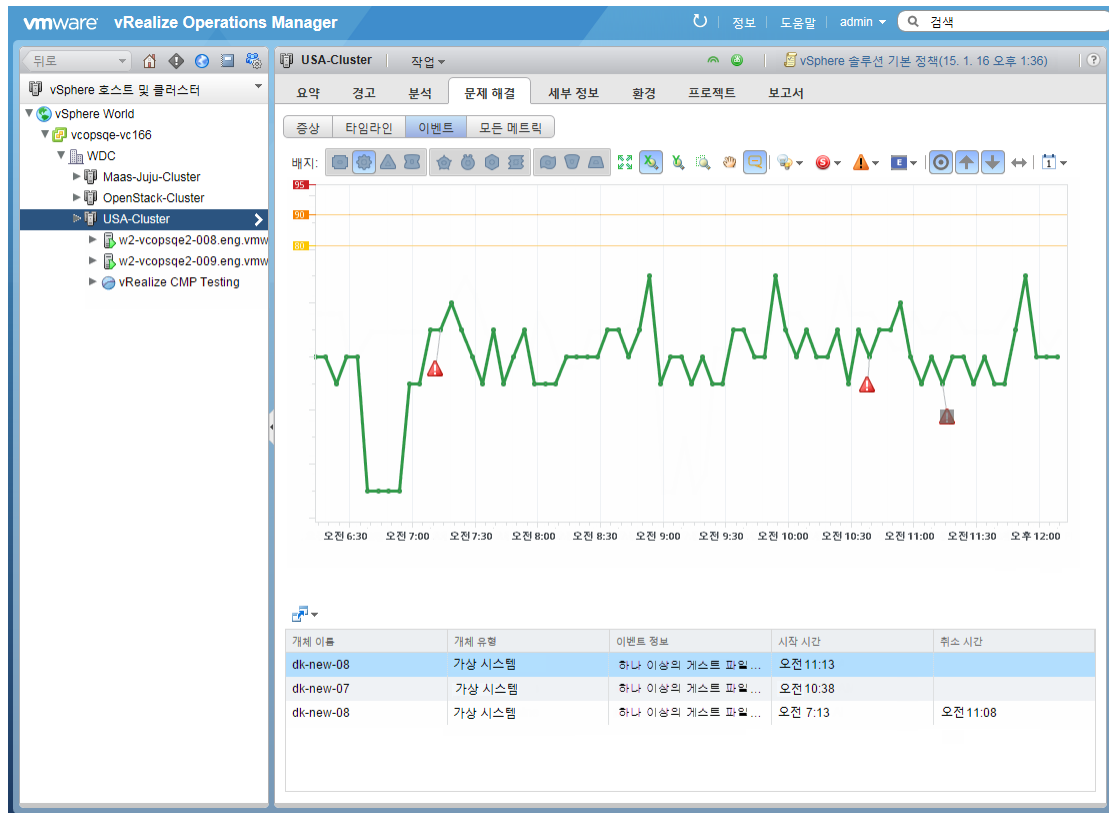 vmware vRealize Operations Manager
정보 도움말 admin 검색
뒤로
USA-Cluster 작업
vSphere 솔루션 기본 정책(15. 1. 16 오후 1:36) ?
vSphere 호스트 및 클러스터
요약 경고 분석 문제 해결 세부 정보 환경 프로젝트 보고서
vSphere World
vcopsqe-vc166
WDC
Maas-Juju-Cluster
OpenStack-Cluster
USA-Cluster
w2-vcopsqe2-008.eng.vmw
w2-vcopsqe2-009.eng.vmw
vRealize CMP Testing
증상 타임라인 이벤트 모든 메트릭
배지:
S
E
1
95
90
80
오전 6:30 오전 7:00 오전 7:30 오전 8:00 오전 8:30 오전 9:00 오전 9:30 오전 10:00 오전 10:30 오전 11:00 오전 11:30 오후 12:00
개체 이름 개체 유형 이벤트 정보 시작 시간 취소 시간
dk-new-08 가상 시스템 하나 이상의 게스트 파일... 오전 11:13
dk-new-07 가상 시스템 하나 이상의 게스트 파일... 오전 10:38
dk-new-08 가상 시스템 하나 이상의 게스트 파일... 오전 7:13 오전 11:08